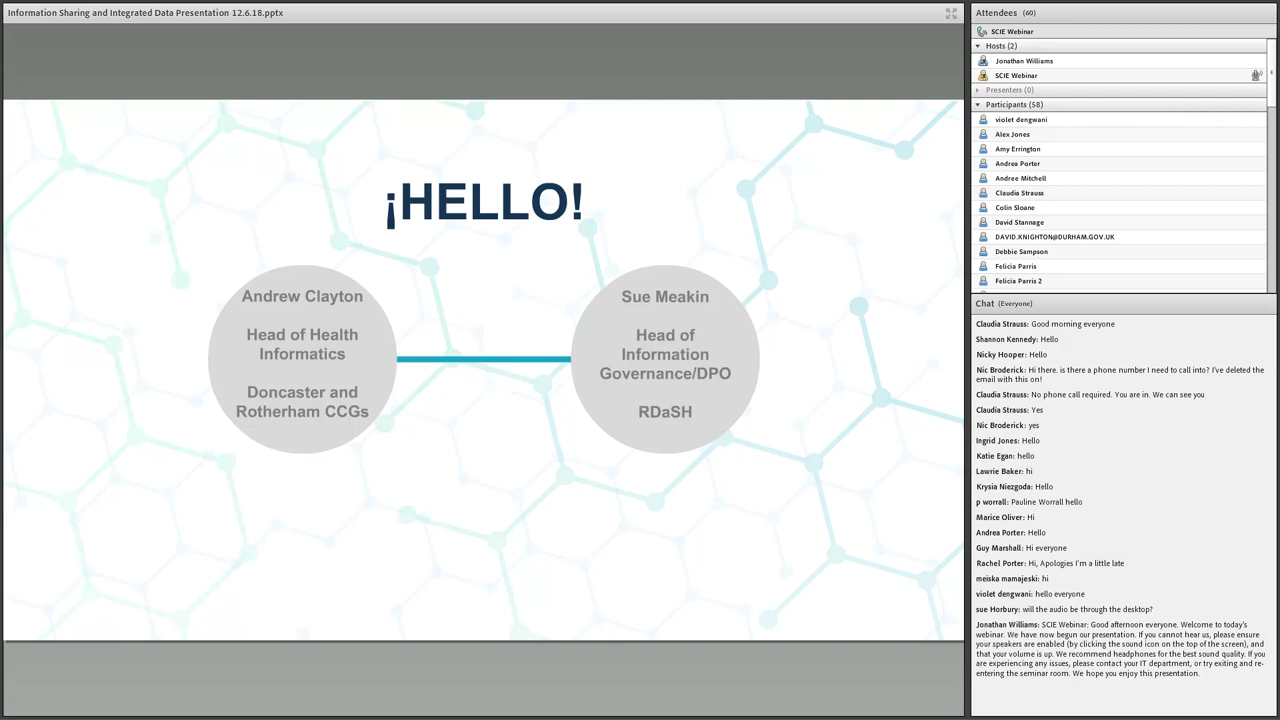 Information Sharing and Integrated Data Presentation 12.6.18.pptx
¡HELLO!
Andrew Clayton
Head of Health
Informatics
Doncaster and
Rotherham CCGs
Sue Meakin
Head of
Information
Governance/DPO
RDaSH
Attendees (60)
SCIE Webinar
Hosts (2)
Jonathan Williams
SCIE Webinar
Presenters (0)
Participants (58)
violet dengwani
Alex Jones
Amy Errington
Andrea Porter
Andree Mitchell
Claudia Strauss
Colin Sloane
David Stannage
DAVID.KNIGHTON@DURHAM.GOV.UK
Debbie Sampson
Felicia Parris
Felicia Parris 2
Chat (Everyone)
Claudia Strauss: Good morning everyone
Shannon Kennedy: Hello
Nicky Hooper: Hello
Nic Broderick: Hi there. is there a phone number I need to call into? I've deleted the
email with this on!
Claudia Strauss: No phone call required. You are in. We can see you
Claudia Strauss: Yes
Nic Broderick: yes
Ingrid Jones: Hello
Katie Egan: hello
Lawrie Baker: hi
Krysia Niezgoda: Hello
p worrall: Pauline Worrall hello
Marice Oliver: Hi
Andrea Porter: Hello
Guy Marshall: Hi everyone
Rachel Porter: Hi, Apologies I'm a little late
meiska mamajeski: hi
violet dengwani: hello everyone
sue Horbury: will the audio be through the desktop?
Jonathan Williams: SCIE Webinar: Good afternoon everyone. Welcome to today's
webinar. We have now begun our presentation. If you cannot hear us, please ensure
your speakers are enabled (by clicking the sound icon on the top of the screen), and
that your volume is up. We recommend headphones for the best sound quality. If you
are experiencing any issues, please contact your IT department, or try exiting and re-
entering the seminar room. We hope you enjoy this presentation.